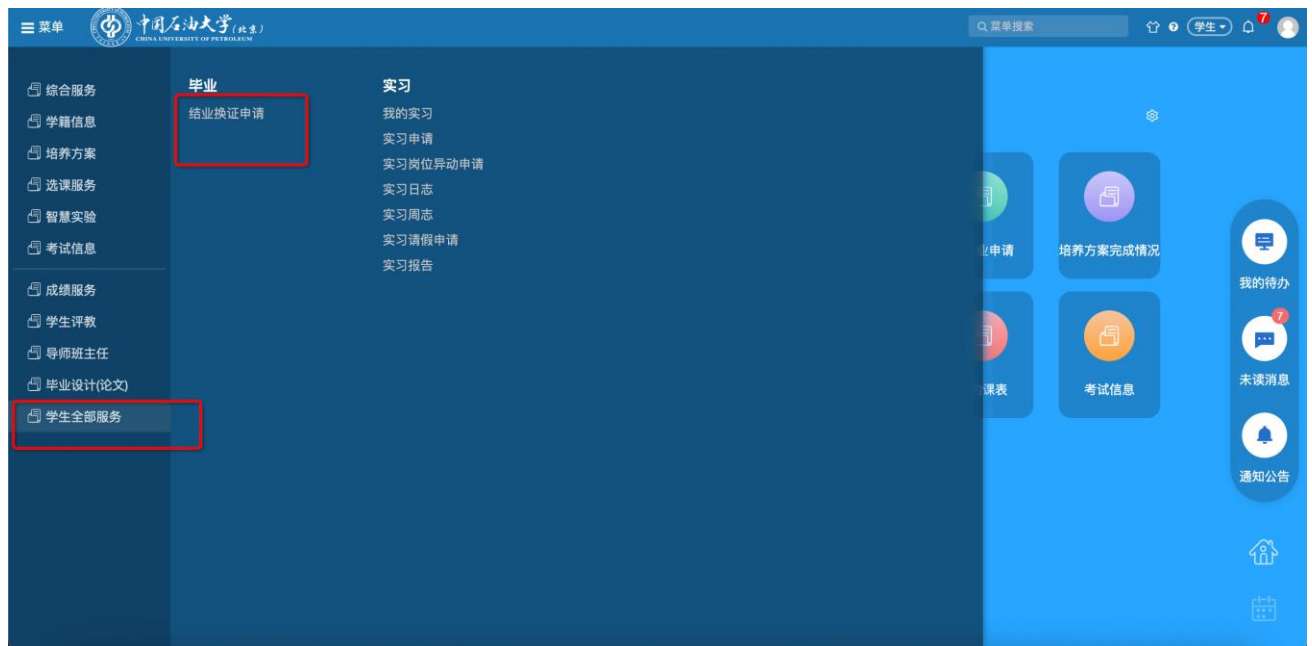 菜单
中国石油大学(北京)
CHINA UNIVERSITY OF PETROLEUM
菜单搜索
学生
7
综合服务
学籍信息
培养方案
选课服务
智慧实验
考试信息
成绩服务
学生评教
导师班主任
毕业设计(论文)
学生全部服务
毕业
结业换证申请
实习
我的实习
实习申请
实习岗位异动申请
实习日志
实习周志
实习请假申请
实习报告
业申请
培养方案完成情况
课表
考试信息
我的待办
7
未读消息
通知公告